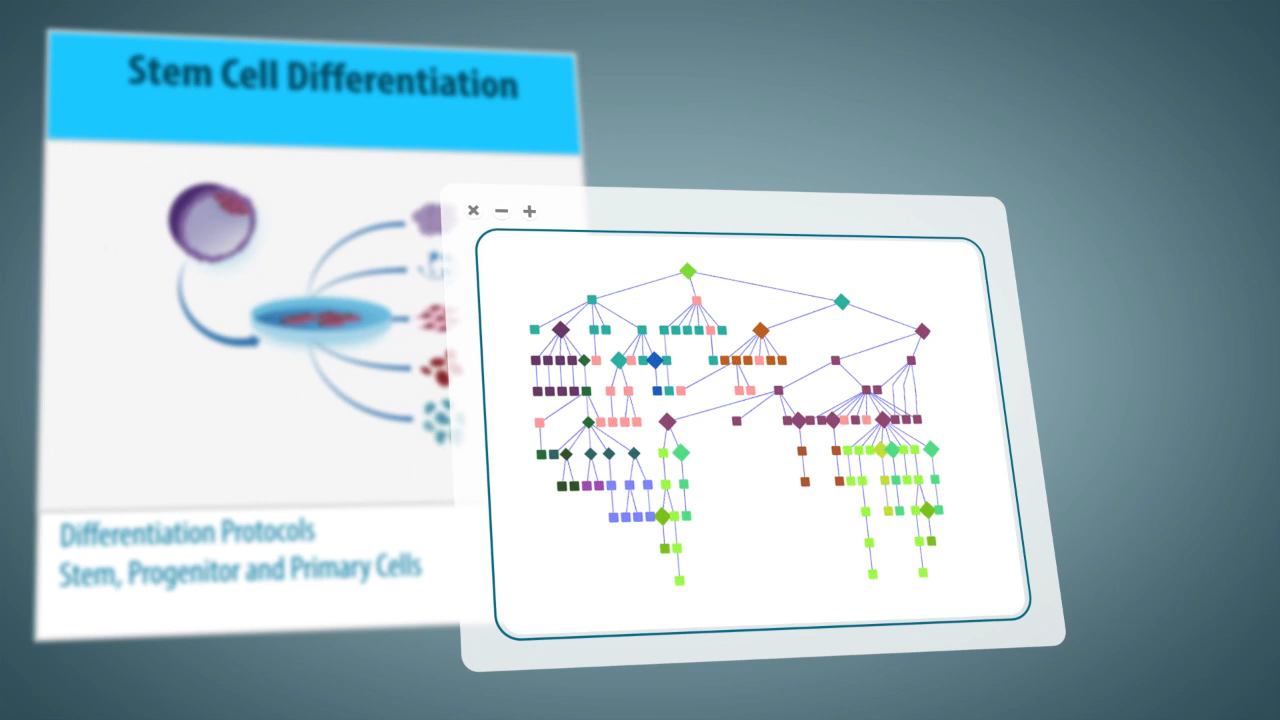 Stem Cell Differentiation
Differentiation Protocols
Stem, Progenitor and Primary Cells